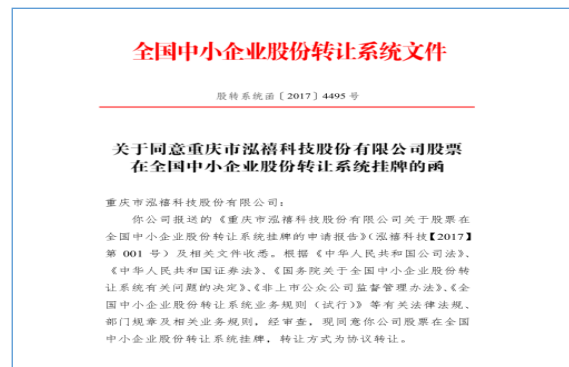 全国中小企业股份转让系统文件
股转系统函〔2017〕4495 号
关于同意重庆市泓禧科技股份有限公司股票
在全国中小企业股份转让系统挂牌的函
重庆市泓禧科技股份有限公司：
你公司报送的《重庆市泓禧科技股份有限公司关于股票在
全国中小企业股份转让系统挂牌的申请报告》（泓禧科技【2017】
第 001 号）及相关文件收悉。根据《中华人民共和国公司法》、
《中华人民共和国证券法》、《国务院关于全国中小企业股份转
让系统有关问题的决定》、《非上市公众公司监督管理办法》、《全
国中小企业股份转让系统业务规则（试行）》等有关法律法规、
部门规章及相关业务规则，经审查，现同意你公司股票在全国
中小企业股份转让系统挂牌，转让方式为协议转让。